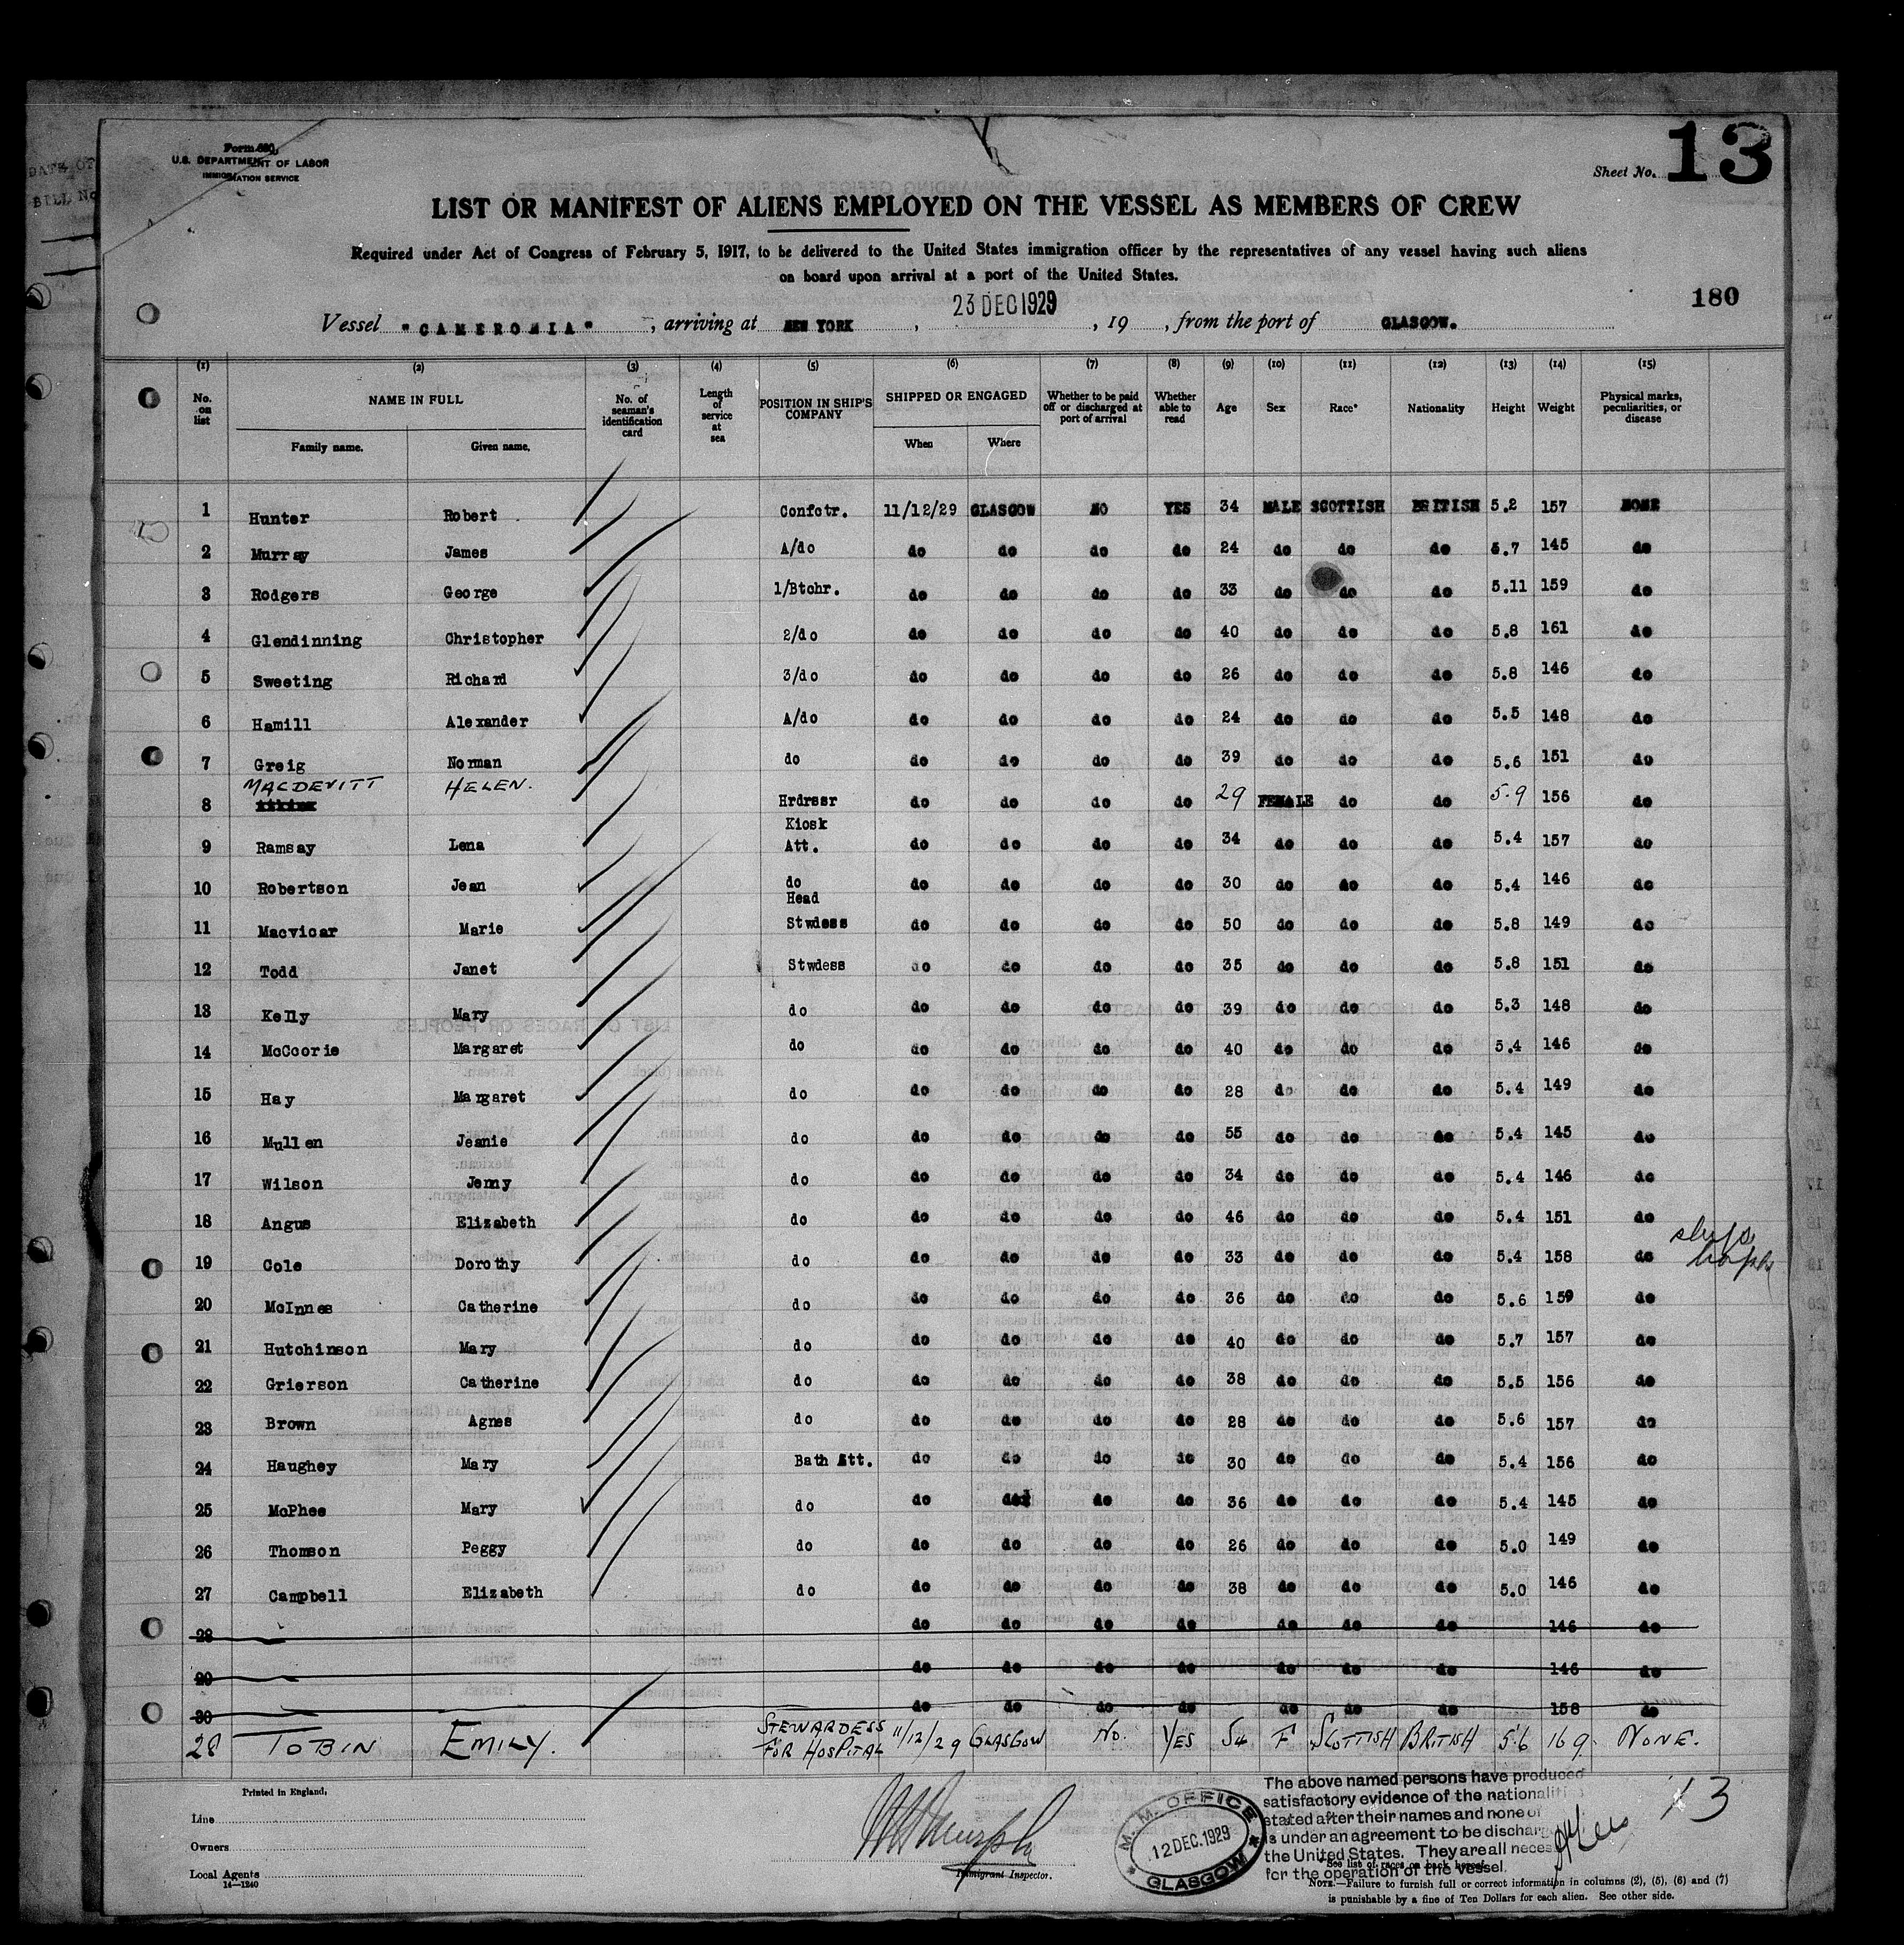 Form 680
U.S. DEPARTMENT OF LABOR
IMMIGRATION SERVICE
Sheet No. 13
LIST OR MANIFEST OF ALIENS EMPLOYED ON THE VESSEL AS MEMBERS OF CREW
Required under Act of Congress of February 5, 1917, to be delivered to the United States immigration officer by the representatives of any vessel having such aliens
on board upon arrival at a port of the United States.
180
23 DEC 1929
Vessel "CAMERONIA", arriving at NEW YORK, , 19 , from the port of GLASGOW.
(1) (2) (3) (4) (5) (6) (7) (8) (9) (10) (11) (12) (13) (14) (15)
No. on list NAME IN FULL Family name. Given name. No. of seaman's identification card Length of service at sea POSITION IN SHIP'S COMPANY SHIPPED OR ENGAGED When Where Whether to be paid off or discharged at port of arrival Whether able to read Age Sex Race* Nationality Height Weight Physical marks, peculiarities, or disease
1 Hunter Robert Confctr. 11/12/29 GLASGOW NO YES 34 MALE SCOTTISH BRITISH 5.2 157 NONE
2 Murray James A/do do do do do 24 do do do 5.7 145 do
3 Rodgers George 1/Btchr. do do do do 33 do do do 5.11 159 do
4 Glendinning Christopher 2/do do do do do 40 do do do 5.8 161 do
5 Sweeting Richard 3/do do do do do 26 do do do 5.8 146 do
6 Hamill Alexander A/do do do do do 24 do do do 5.5 148 do
7 Greig Norman do do do do do 39 do do do 5.6 151 do
8 MACDEVITT HELEN. Hrdrssr do do do do 29 FEMALE do do 5.9 156 do
9 Ramsay Lena Kiosk Att. do do do do 34 do do do 5.4 157 do
10 Robertson Jean do do do do do 30 do do do 5.4 146 do
11 Macvicar Marie Head Stwdess do do do do 50 do do do 5.8 149 do
12 Todd Janet Stwdess do do do do 35 do do do 5.8 151 do
13 Kelly Mary do do do do do 39 do do do 5.3 148 do
14 McCoorie Margaret do do do do do 40 do do do 5.4 146 do
15 Hay Margaret do do do do do 28 do do do 5.4 149 do
16 Mullen Jeanie do do do do do 55 do do do 5.4 145 do
17 Wilson Jenny do do do do do 34 do do do 5.4 146 do
18 Angus Elizabeth do do do do do 46 do do do 5.4 151 do
19 Cole Dorothy do do do do do 33 do do do 5.4 158 do ships hosptl
20 McInnes Catherine do do do do do 36 do do do 5.6 159 do
21 Hutchinson Mary do do do do do 40 do do do 5.7 157 do
22 Grierson Catherine do do do do do 38 do do do 5.5 156 do
23 Brown Agnes do do do do do 28 do do do 5.6 157 do
24 Haughey Mary Bath Att. do do do do 30 do do do 5.4 156 do
25 McPhee Mary do do do do do 36 do do do 5.4 145 do
26 Thomson Peggy do do do do do 26 do do do 5.0 149 do
27 Campbell Elizabeth do do do do do 38 do do do 5.0 146 do
28 do do do do do do do 146 do
29 do do do do do do do 146 do
30 do do do do do do do 158 do
28 TOBIN EMILY. STEWARDESS FOR HOSPITAL 11/12/29 GLASGOW NO. YES 54 F SCOTTISH BRITISH 5.6 169. NONE.
Printed in England,
Line
Owners
Local Agents
14—1240
Immigrant Inspector.
M. M. OFFICE
12 DEC. 1929
GLASGOW
The above named persons have produced
satisfactory evidence of the nationaliti
stated after their names and none of
is under an agreement to be discharg
the United States. They are all neces
for the operation of the vessel.
13
*See list of races on back hereof.
NOTE.—Failure to furnish full or correct information in columns (2), (5), (6) and (7)
is punishable by a fine of Ten Dollars for each alien. See other side.